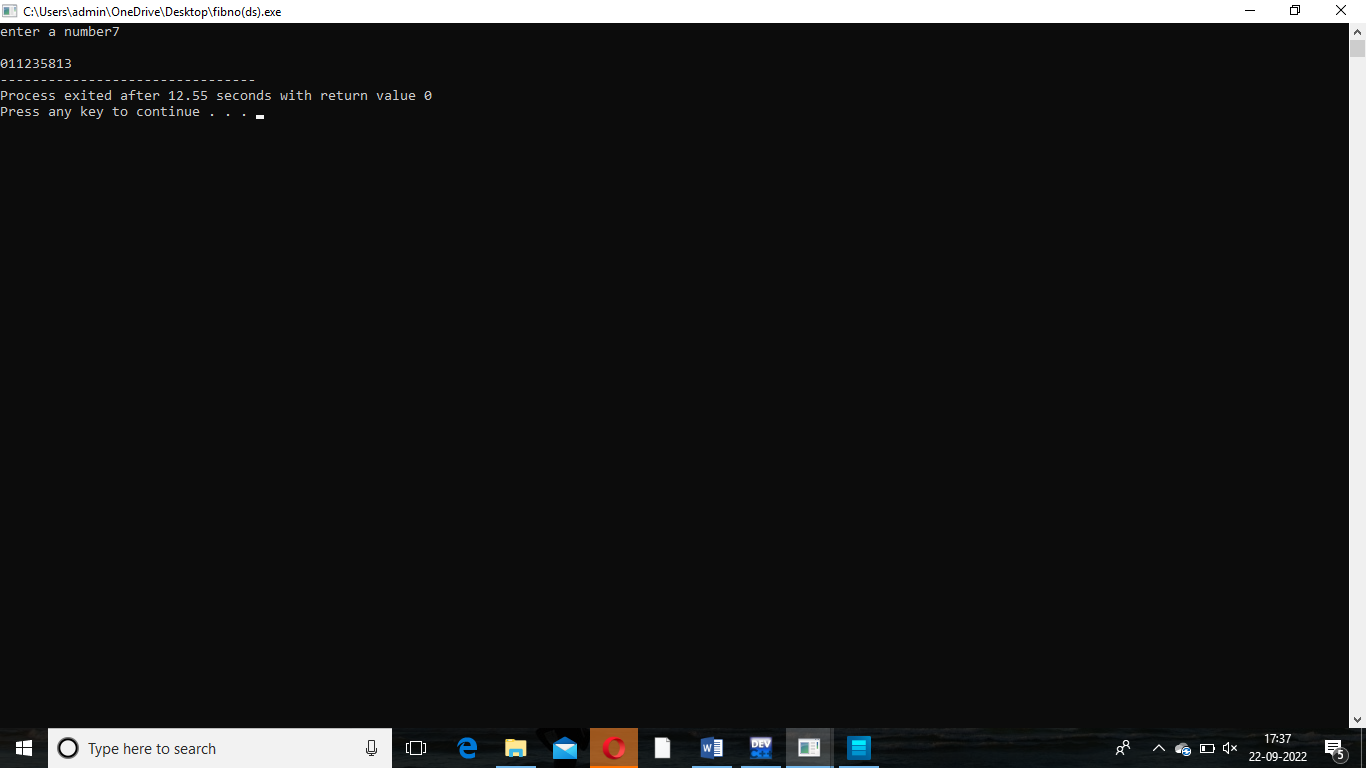 C:\Users\admin\OneDrive\Desktop\fibno(ds).exe
enter a number7
011235813
--------------------------------
Process exited after 12.55 seconds with return value 0
Press any key to continue . . .
Type here to search
DEV
17:37
22-09-2022
5